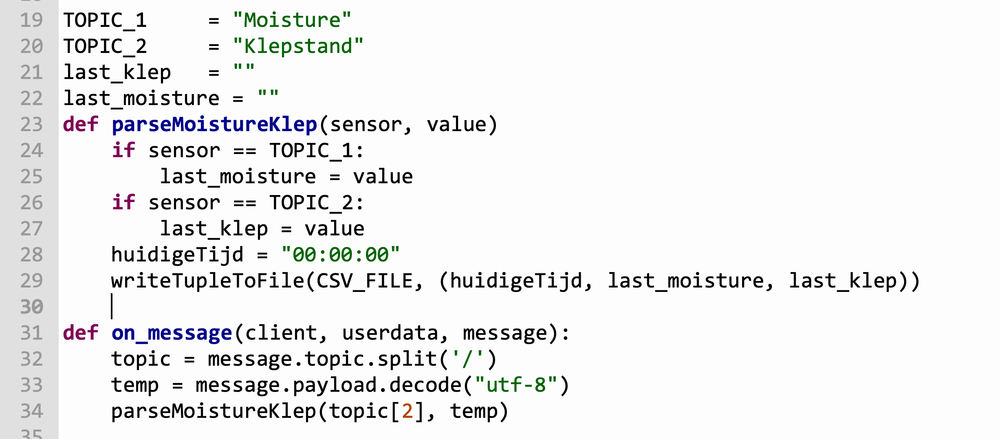 19 TOPIC_1     = "Moisture"
20 TOPIC_2     = "Klepstand"
21 last_klep   = ""
22 last_moisture = ""
23 def parseMoistureKlep(sensor, value)
24     if sensor == TOPIC_1:
25         last_moisture = value
26     if sensor == TOPIC_2:
27         last_klep = value
28     huidigeTijd = "00:00:00"
29     writeTupleToFile(CSV_FILE, (huidigeTijd, last_moisture, last_klep))
30
31 def on_message(client, userdata, message):
32     topic = message.topic.split('/')
33     temp = message.payload.decode("utf-8")
34     parseMoistureKlep(topic[2], temp)
35